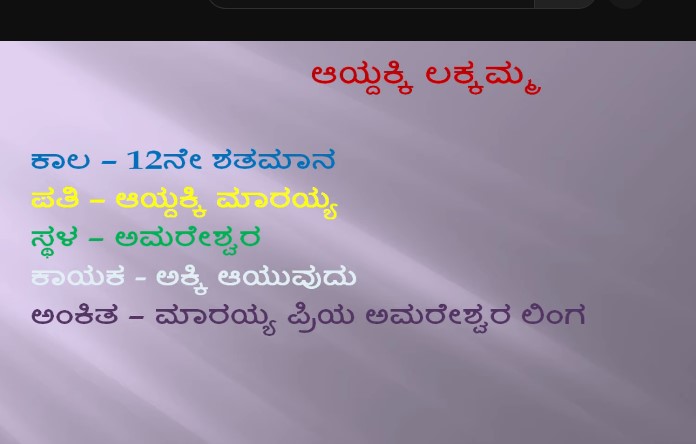 ಆಯ್ದಕ್ಕಿ ಲಕ್ಕಮ್ಮ
ಕಾಲ – 12ನೇ ಶತಮಾನ
ಪತಿ – ಆಯ್ದಕ್ಕಿ ಮಾರಯ್ಯ
ಸ್ಥಳ – ಅಮರೇಶ್ವರ
ಕಾಯಕ - ಅಕ್ಕಿ ಆಯುವುದು
ಅಂಕಿತ – ಮಾರಯ್ಯ ಪ್ರಿಯ ಅಮರೇಶ್ವರ ಲಿಂಗ